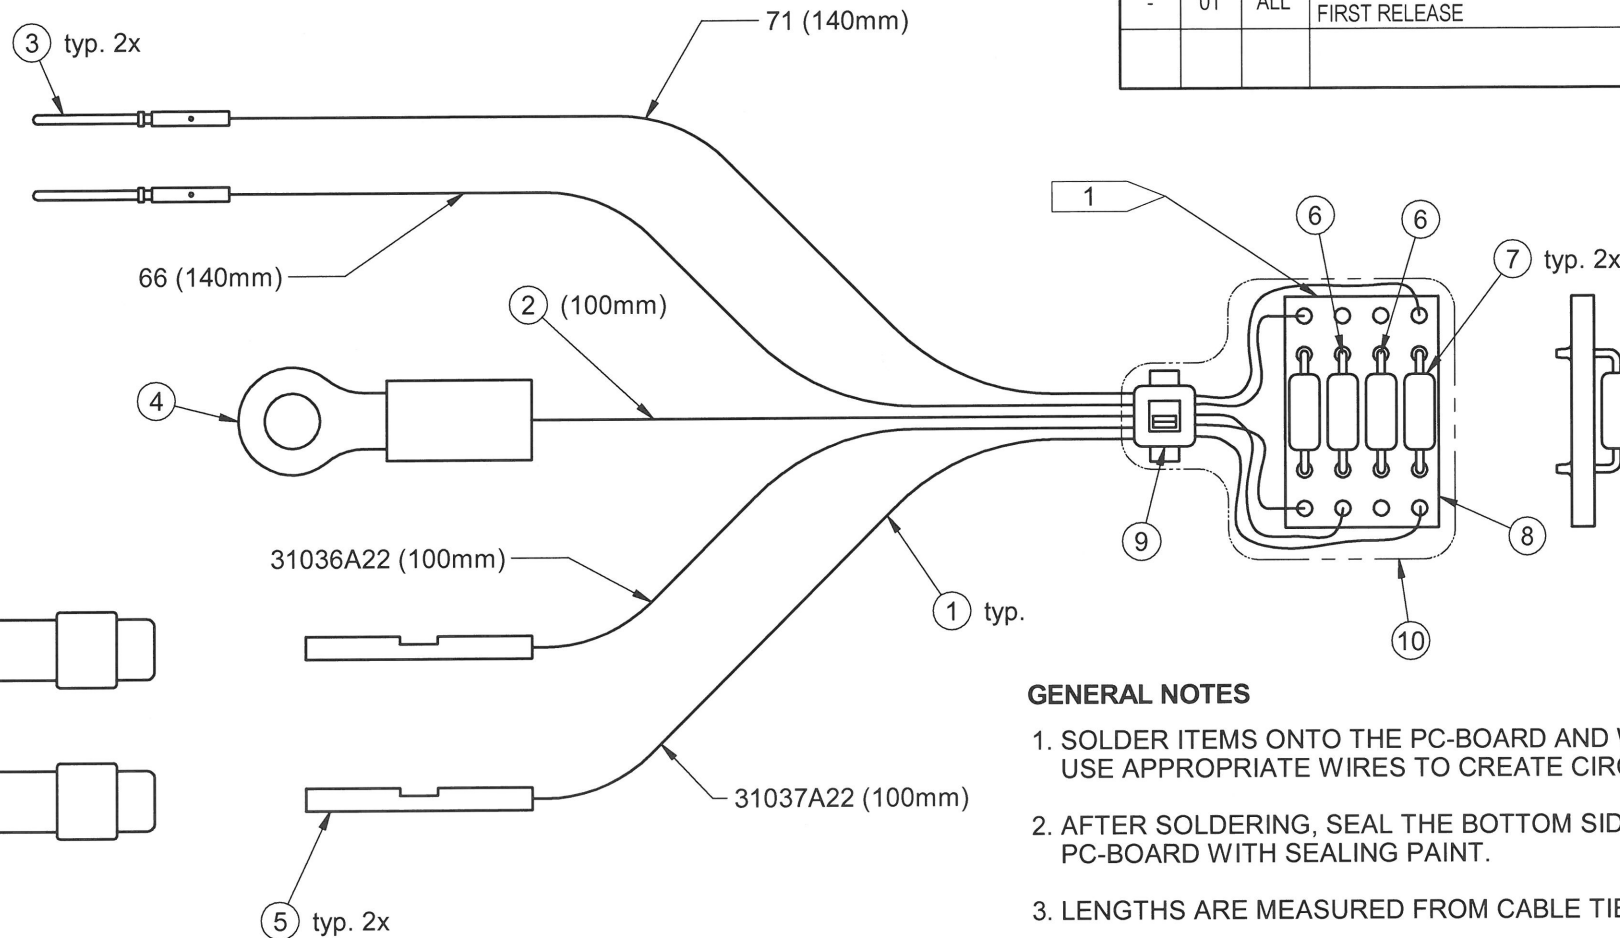 - 01 ALL
FIRST RELEASE
3 typ. 2x
71 (140mm)
66 (140mm)
1
6
6
7 typ. 2x
2 (100mm)
4
9
8
31036A22 (100mm)
1 typ.
10
31037A22 (100mm)
5 typ. 2x
GENERAL NOTES
1. SOLDER ITEMS ONTO THE PC-BOARD AND
USE APPROPRIATE WIRES TO CREATE
2. AFTER SOLDERING, SEAL THE BOTTOM
PC-BOARD WITH SEALING PAINT.
3. LENGTHS ARE MEASURED FROM CABLE